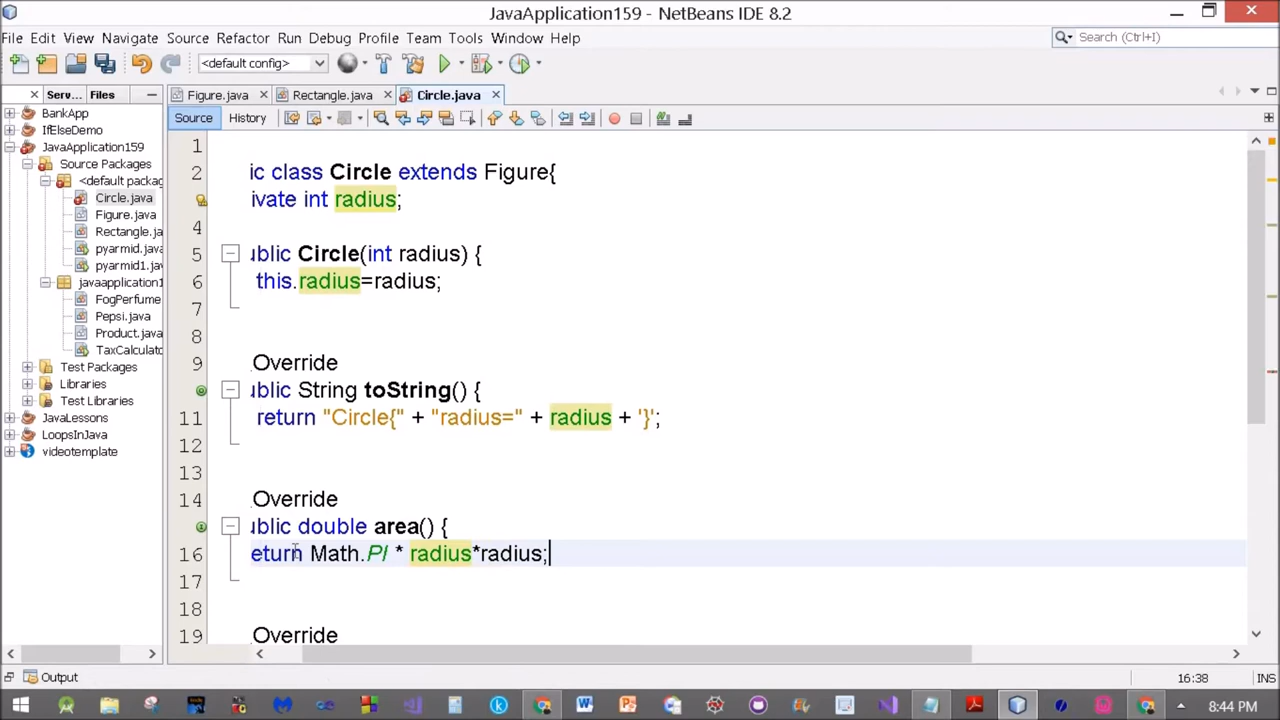 JavaApplication159 - NetBeans IDE 8.2
File Edit View Navigate Source Refactor Run Debug Profile Team Tools Window Help
Search (Ctrl+I)
<default config>
Serv... Files
Figure.java Rectangle.java Circle.java
Source History
BankApp
IfElseDemo
JavaApplication159
Source Packages
<default packag
Circle.java
Figure.java
Rectangle.ja
pyarmid.java
pyarmid1.jav
javaapplication1
FogPerfume
Pepsi.java
Product.java
TaxCalculato
Test Packages
Libraries
Test Libraries
JavaLessons
LoopsInJava
videotemplate
1
2 ic class Circle extends Figure{
ivate int radius;
4
5 ublic Circle(int radius) {
6 this.radius=radius;
7
8
9 Override
ublic String toString() {
11 return "Circle{" + "radius=" + radius + '}';
12
13
14 Override
ublic double area() {
16 eturn Math.PI * radius*radius;
17
18
19 Override
Output
16:38 INS
8:44 PM